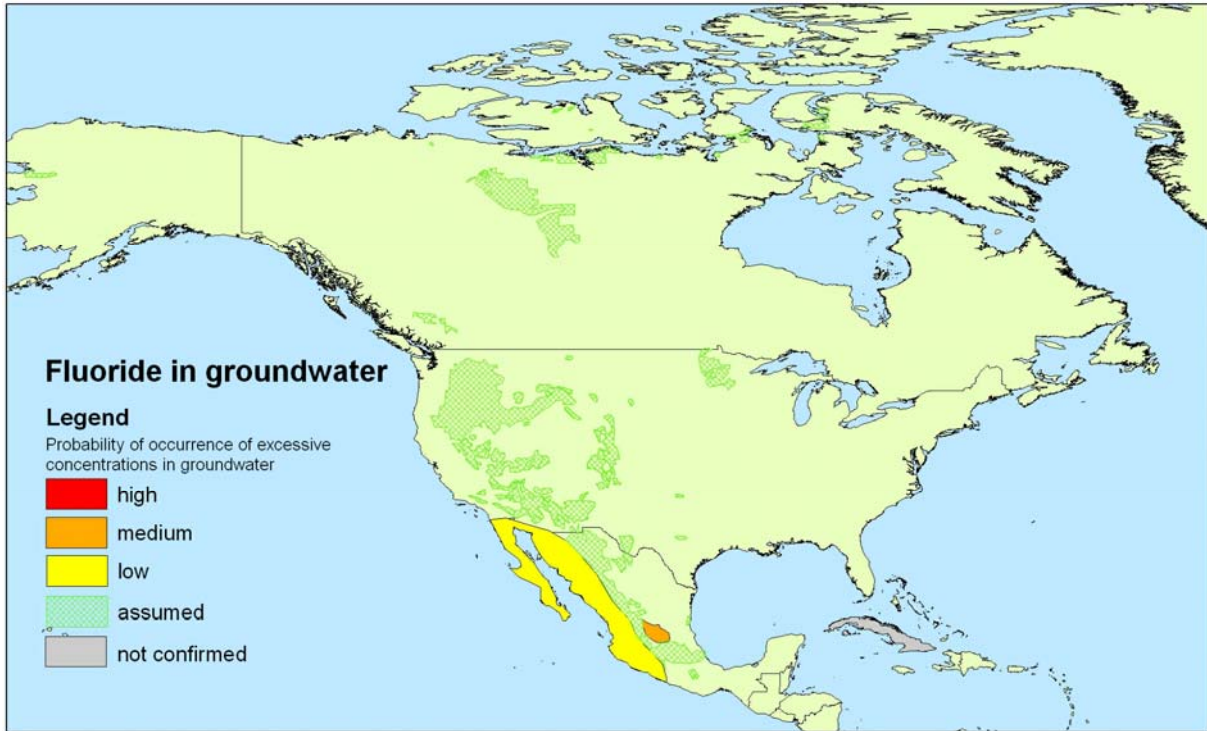 Fluoride in groundwater
Legend
Probability of occurrence of excessive
concentrations in groundwater
high
medium
low
assumed
not confirmed